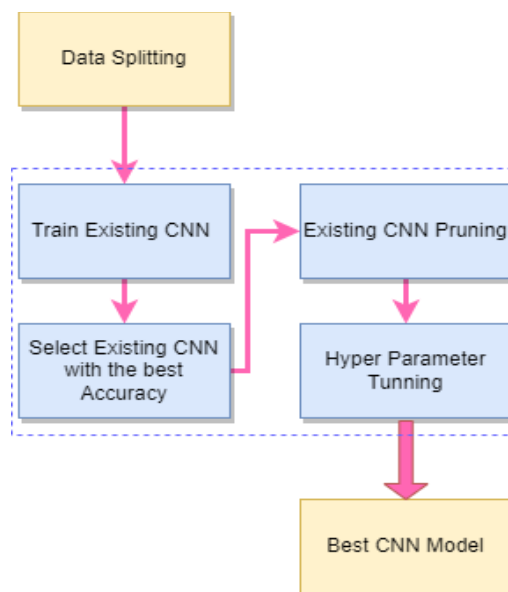 Data Splitting
Train Existing CNN
Select Existing CNN
with the best
Accuracy
Existing CNN Pruning
Hyper Parameter
Tunning
Best CNN Model